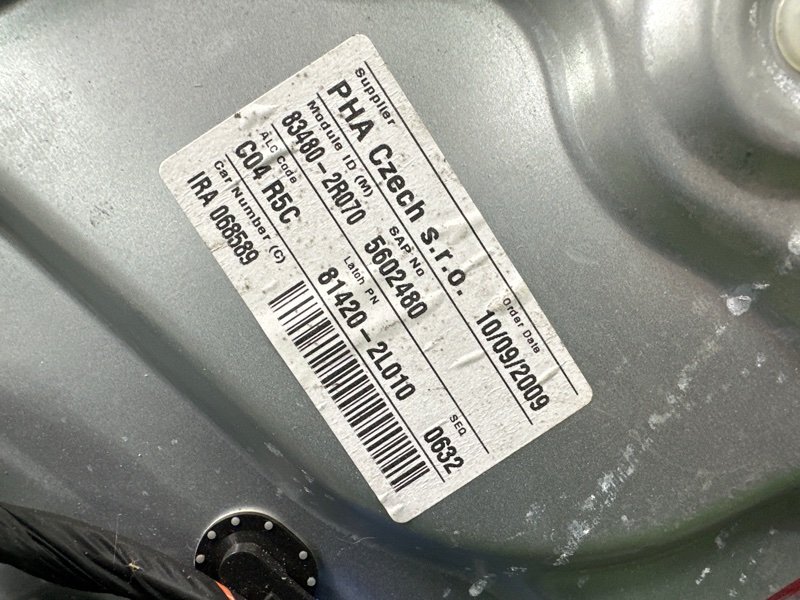 Supplier
PHA Czech s.r.o.
Order Date
10/09/2009
Module ID (M)
83480-2R070
SAP No
5602480
ALC Code
C04 R5C
Latch PN
81420-2L010
SEQ
0632
Car Number (C)
IRA 068589